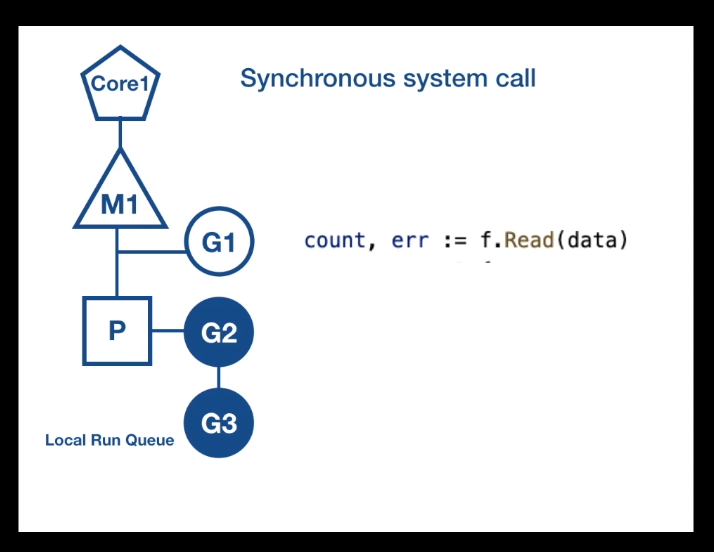 Core1
Synchronous system call
M1
G1
count, err := f.Read(data)
P
G2
G3
Local Run Queue